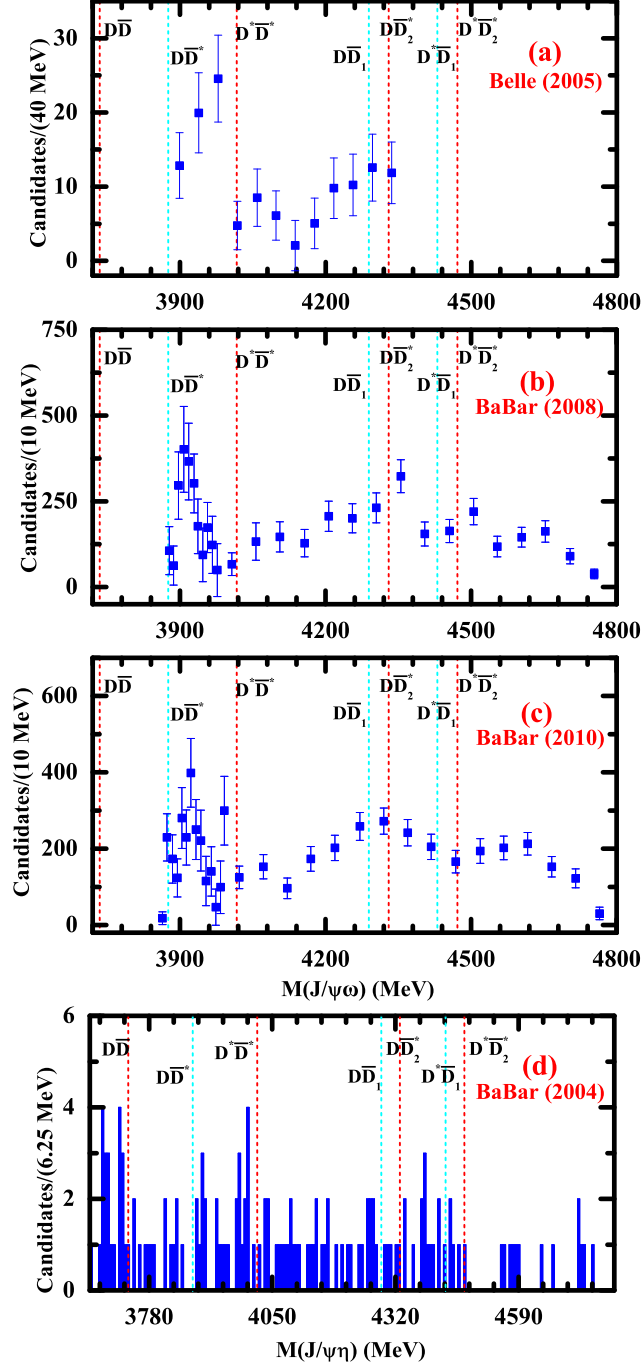 30
20
10
0
Candidates/(40 MeV)
DD̅
DD̅*
D*D̅*
DD̅₁
DD̅₂*
D*D̅₁
D*D̅₂*
(a)
Belle (2005)
3900 4200 4500 4800
750
500
250
0
Candidates/(10 MeV)
DD̅
DD̅*
D*D̅*
DD̅₁
DD̅₂*
D*D̅₁
D*D̅₂*
(b)
BaBar (2008)
3900 4200 4500 4800
600
400
200
0
Candidates/(10 MeV)
DD̅
DD̅*
D*D̅*
DD̅₁
DD̅₂*
D*D̅₁
D*D̅₂*
(c)
BaBar (2010)
3900 4200 4500 4800
M(J/ψω) (MeV)
6
4
2
0
Candidates/(6.25 MeV)
DD̅
DD̅*
D*D̅*
DD̅₁
DD̅₂*
D*D̅₁
D*D̅₂*
(d)
BaBar (2004)
3780 4050 4320 4590
M(J/ψη) (MeV)